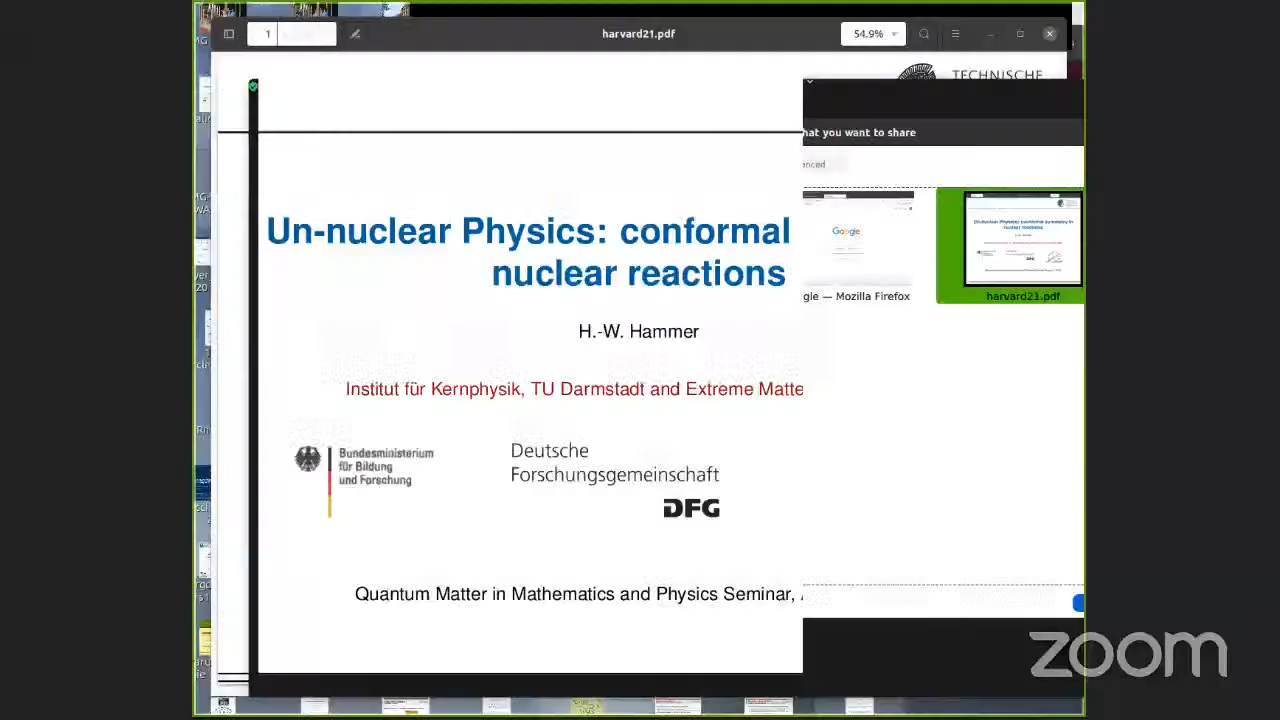 1
harvard21.pdf
54.9%
TECHNISCHE
hat you want to share
anced
Un-nuclear Physics: conformal
nuclear reactions
Google
gle — Mozilla Firefox
harvard21.pdf
H.-W. Hammer
Institut für Kernphysik, TU Darmstadt and Extreme Matte
Bundesministerium
für Bildung
und Forschung
Deutsche
Forschungsgemeinschaft
DFG
Quantum Matter in Mathematics and Physics Seminar,
zoom